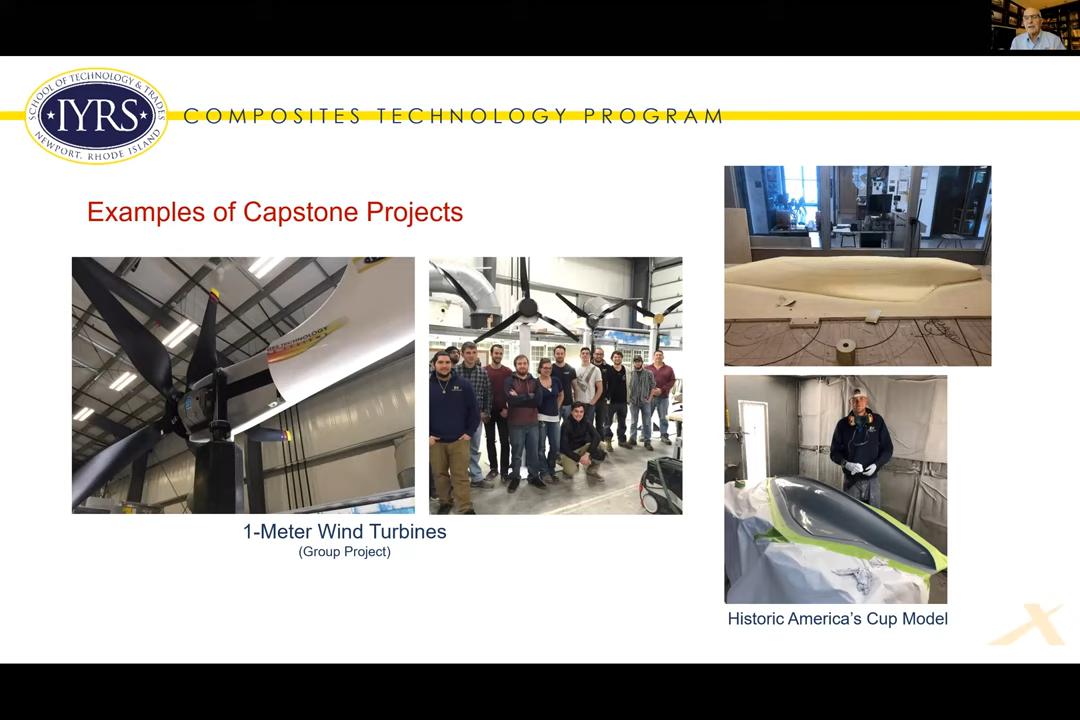 SCHOOL OF TECHNOLOGY & TRADES
IYRS
NEWPORT, RHODE ISLAND
COMPOSITES TECHNOLOGY PROGRAM
Examples of Capstone Projects
TECHNOLOGY
1-Meter Wind Turbines
(Group Project)
Historic America's Cup Model